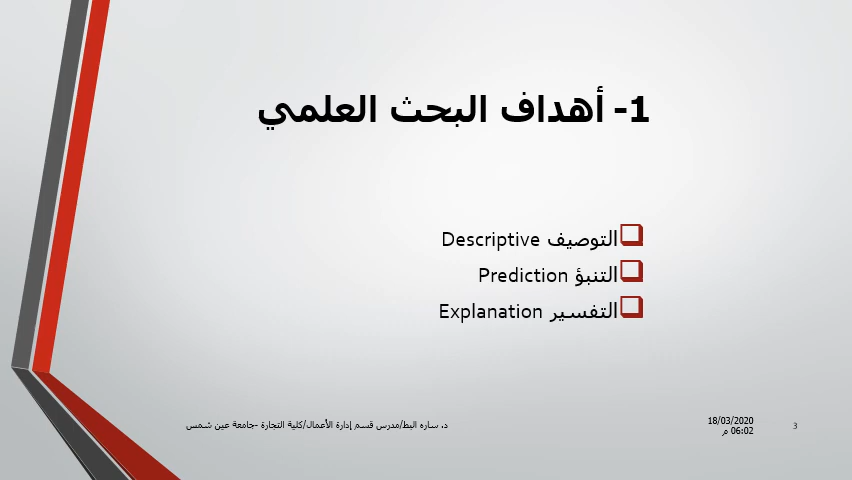 1- أهداف البحث العلمي
التوصيف Descriptive
التنبؤ Prediction
التفسير Explanation
د. ساره البط/مدرس قسم إدارة الأعمال/كلية التجارة -جامعة عين شمس
18/03/2020
06:02 م
3